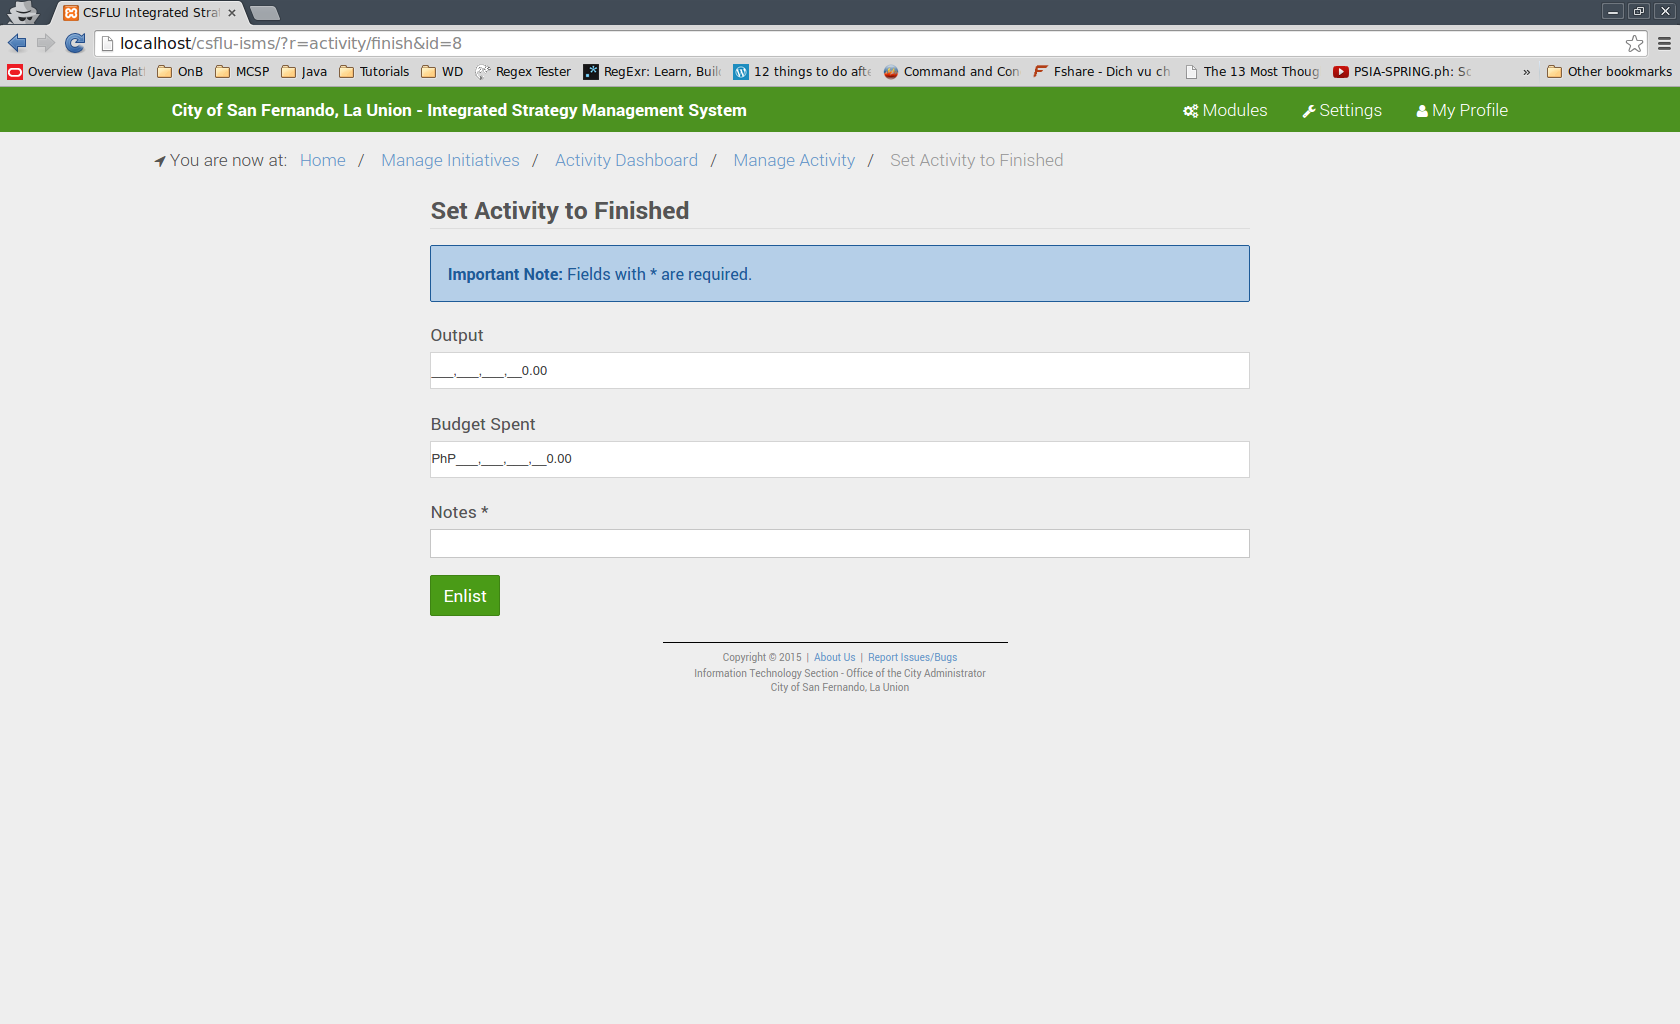 CSFLU Integrated Stra
localhost/csflu-isms/?r=activity/finish&id=8
Overview (Java Plat OnB MCSP Java Tutorials WD Regex Tester RegExr: Learn, Buil 12 things to do afte Command and Con Fshare - Dich vu ch The 13 Most Thoug PSIA-SPRING.ph: Sc » Other bookmarks
City of San Fernando, La Union - Integrated Strategy Management System Modules Settings My Profile
You are now at: Home / Manage Initiatives / Activity Dashboard / Manage Activity / Set Activity to Finished
Set Activity to Finished
Important Note: Fields with * are required.
Output
___,___,___,__0.00
Budget Spent
PhP___,___,___,__0.00
Notes *
Enlist
Copyright © 2015 | About Us | Report Issues/Bugs
Information Technology Section - Office of the City Administrator
City of San Fernando, La Union